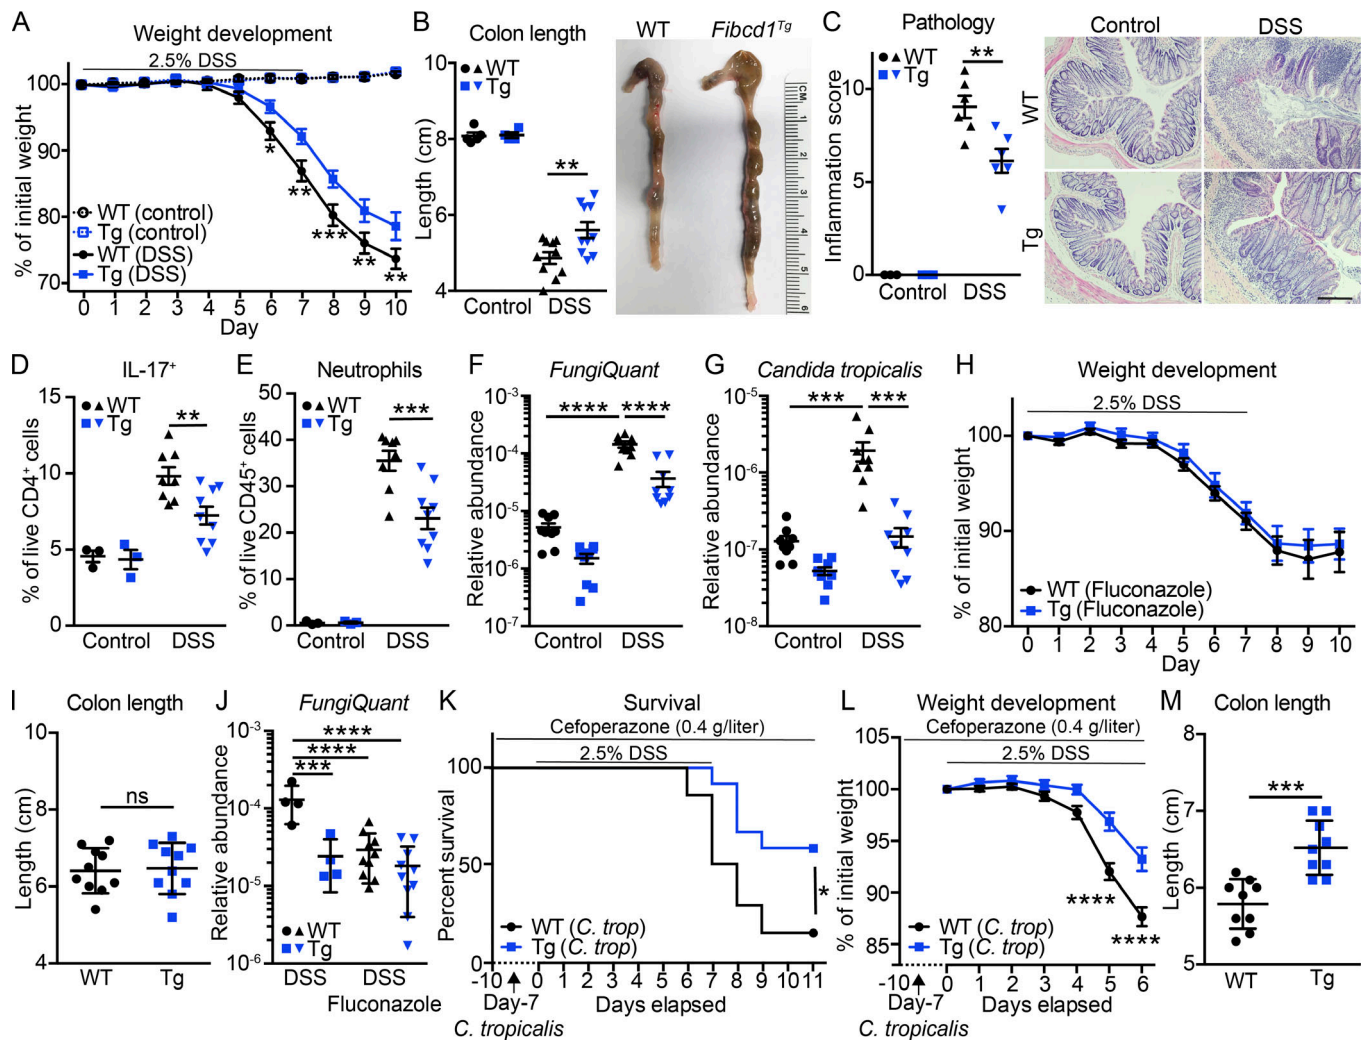 A
Weight development
2.5% DSS
% of initial weight
100
90
80
70
WT (control)
Tg (control)
WT (DSS)
Tg (DSS)
*
**
***
**
**
0 1 2 3 4 5 6 7 8 9 10
Day
B
Colon length
WT
Tg
Length (cm)
10
8
6
4
**
Control DSS
WT Fibcd1Tg
CM
1
2
3
4
5
6
C
Pathology
WT
Tg
Inflammation score
10
5
0
**
Control
DSS
Control DSS
WT
Tg
D
IL-17+
WT
Tg
% of live CD4+ cells
15
10
5
0
**
Control DSS
E
Neutrophils
WT
Tg
% of live CD45+ cells
50
40
30
20
10
0
***
Control DSS
F
FungiQuant
Relative abundance
10-3
10-4
10-5
10-6
10-7
**** ****
Control DSS
G
Candida tropicalis
Relative abundance
10-5
10-6
10-7
10-8
*** ***
Control DSS
H
Weight development
2.5% DSS
% of initial weight
100
90
80
WT (Fluconazole)
Tg (Fluconazole)
0 1 2 3 4 5 6 7 8 9 10
Day
I
Colon length
Length (cm)
10
8
6
4
ns
WT Tg
J
FungiQuant
Relative abundance
10-3
10-4
10-5
10-6
****
****
***
WT
Tg
DSS DSS
Fluconazole
K
Survival
Cefoperazone (0.4 g/liter)
2.5% DSS
Percent survival
100
50
0
*
WT (C. trop)
Tg (C. trop)
-10 0 1 2 3 4 5 6 7 8 9 10 11
Day-7 Days elapsed
C. tropicalis
L
Weight development
Cefoperazone (0.4 g/liter)
2.5% DSS
% of initial weight
105
100
95
90
85
****
****
WT (C. trop)
Tg (C. trop)
-10 0 1 2 3 4 5 6
Day-7 Days elapsed
C. tropicalis
M
Colon length
Length (cm)
8
7
6
5
***
WT Tg